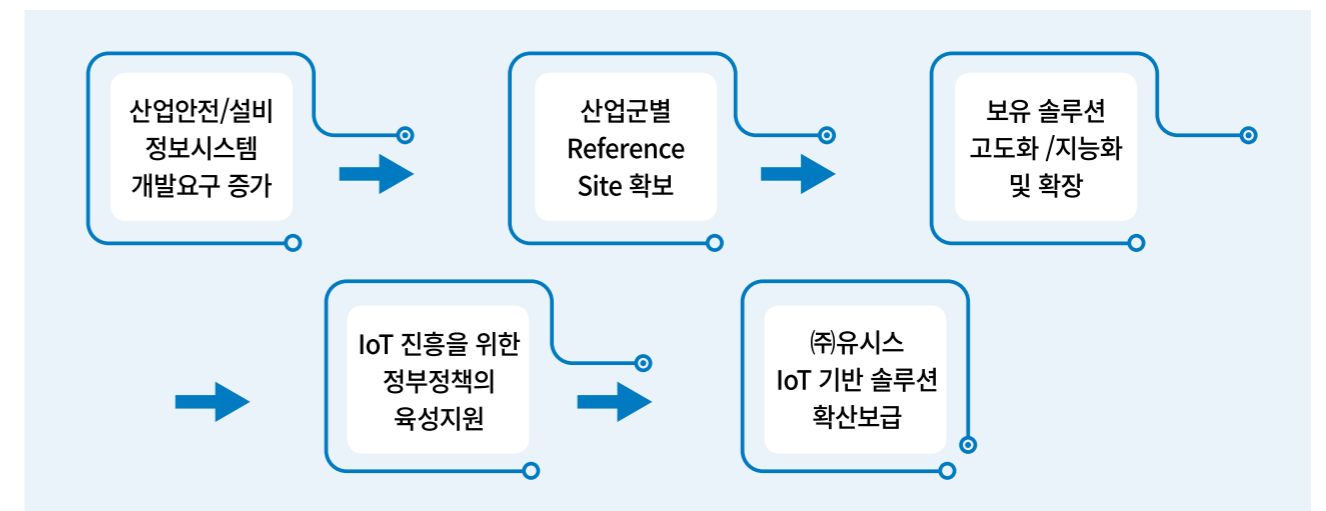 산업안전/설비
정보시스템
개발요구 증가
산업군별
Reference
Site 확보
보유 솔루션
고도화 /지능화
및 확장
IoT 진흥을 위한
정부정책의
육성지원
㈜유시스
IoT 기반 솔루션
확산보급